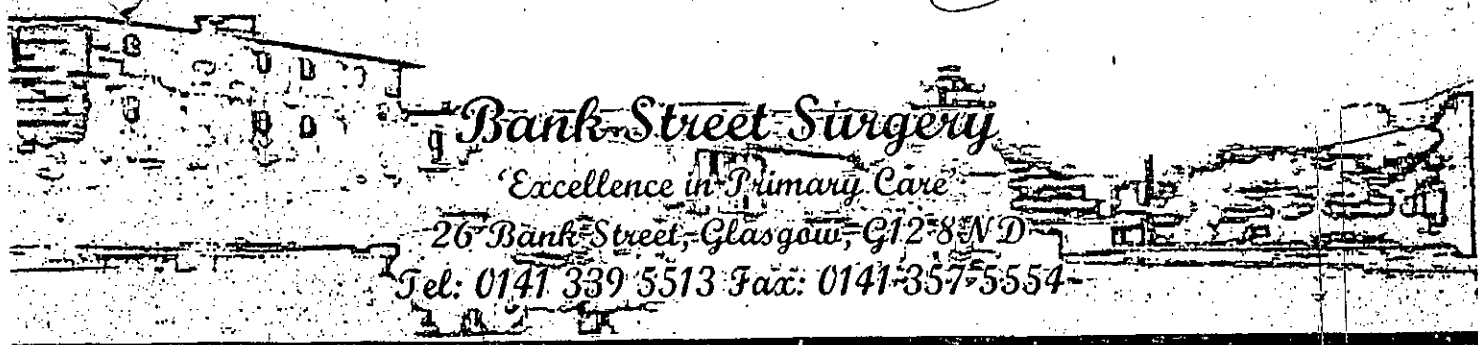 Bank Street Surgery
'Excellence in Primary Care'
26 Bank Street, Glasgow, G12 8ND
Tel: 0141 339 5513 Fax: 0141 357 5554